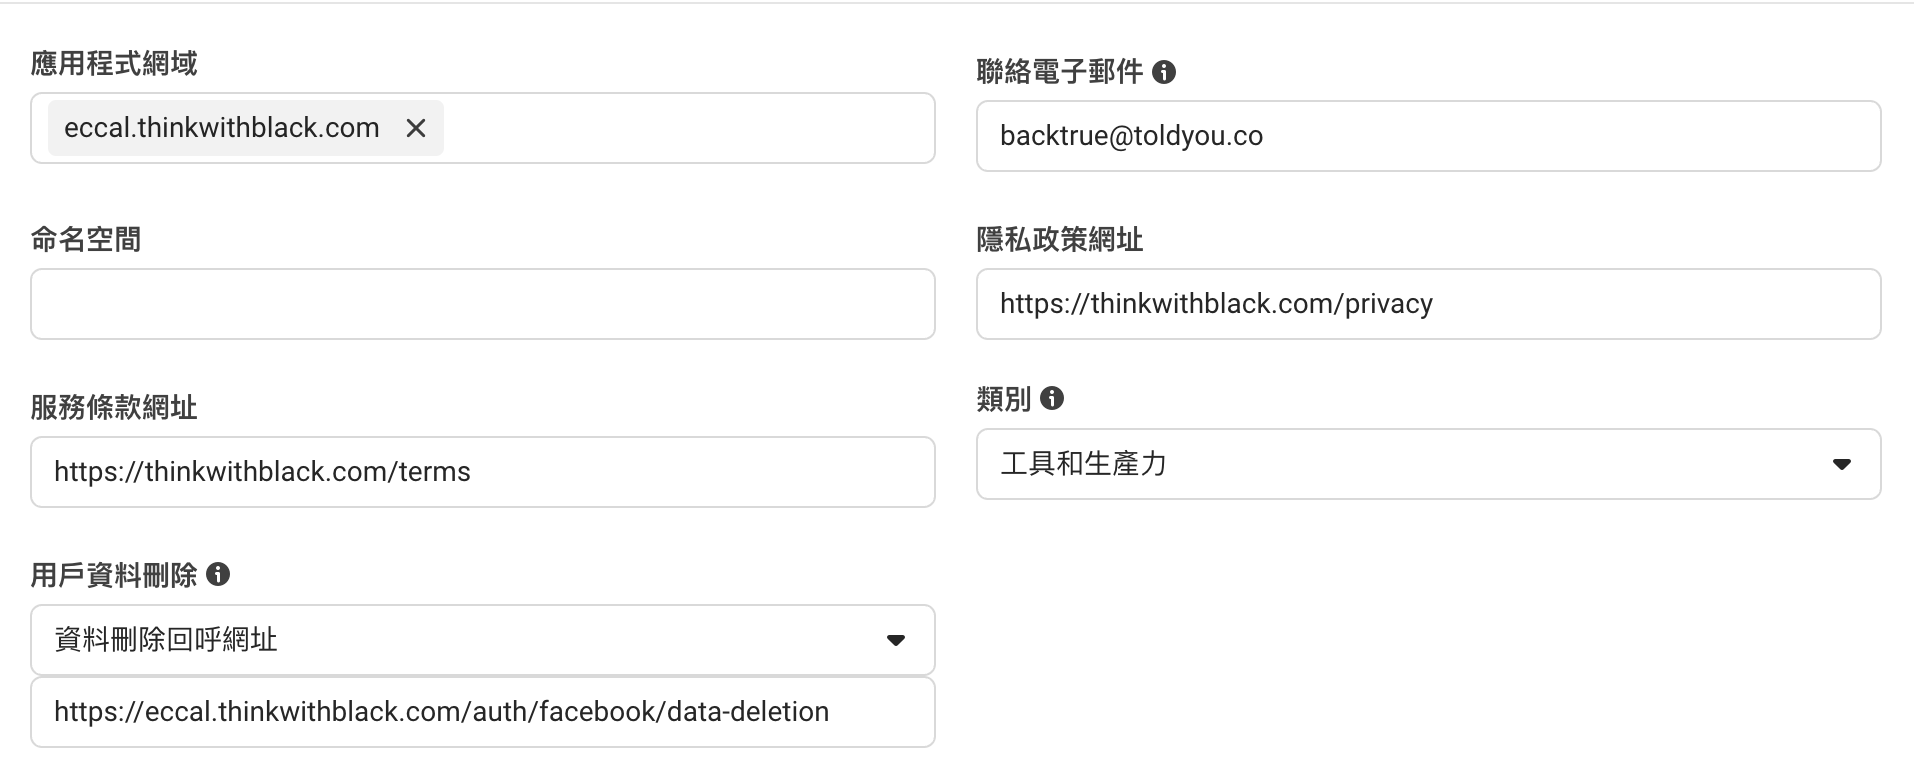 應用程式網域
eccal.thinkwithblack.com
聯絡電子郵件
backtrue@toldyou.co
命名空間
隱私政策網址
https://thinkwithblack.com/privacy
服務條款網址
https://thinkwithblack.com/terms
類別
工具和生產力
用戶資料刪除
資料刪除回呼網址
https://eccal.thinkwithblack.com/auth/facebook/data-deletion